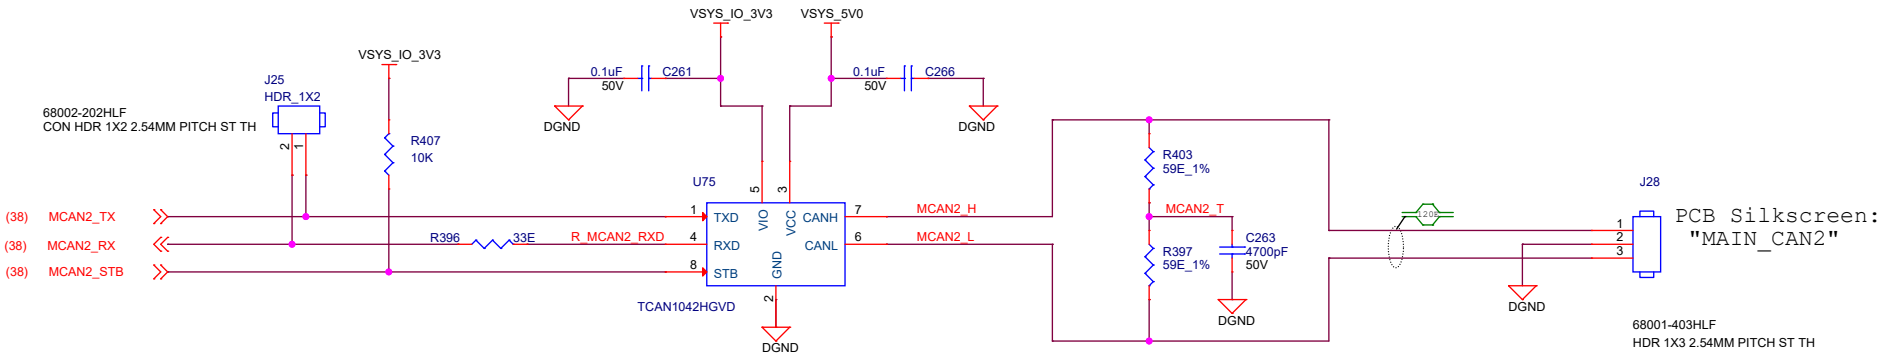 VSYS_IO_3V3
VSYS_5V0
VSYS_IO_3V3
J25
HDR_1X2
68002-202HLF
CON HDR 1X2 2.54MM PITCH ST TH
2
1
R407
10K
0.1uF
50V
C261
DGND
0.1uF
50V
C266
DGND
(38) MCAN2_TX
(38) MCAN2_RX
(38) MCAN2_STB
R396
33E
R_MCAN2_RXD
U75
5
3
1
4
8
TXD
RXD
STB
VIO
VCC
GND
CANH
CANL
7
6
2
TCAN1042HGVD
DGND
MCAN2_H
MCAN2_L
R403
59E_1%
MCAN2_T
R397
59E_1%
C263
4700pF
50V
DGND
120E
J28
1
2
3
DGND
PCB Silkscreen:
"MAIN_CAN2"
68001-403HLF
HDR 1X3 2.54MM PITCH ST TH